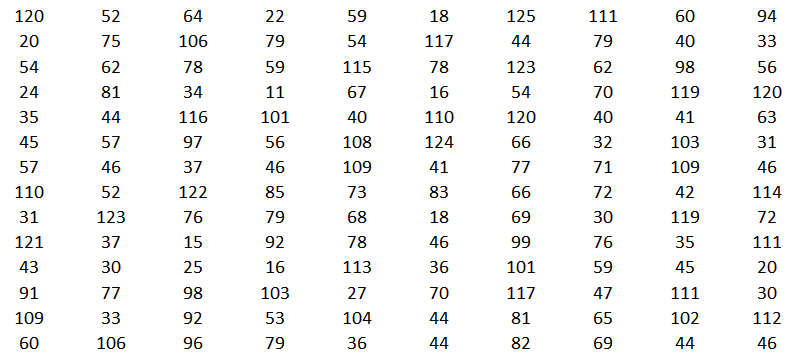 120 52 64 22 59 18 125 111 60 94
20 75 106 79 54 117 44 79 40 33
54 62 78 59 115 78 123 62 98 56
24 81 34 11 67 16 54 70 119 120
35 44 116 101 40 110 120 40 41 63
45 57 97 56 108 124 66 32 103 31
57 46 37 46 109 41 77 71 109 46
110 52 122 85 73 83 66 72 42 114
31 123 76 79 68 18 69 30 119 72
121 37 15 92 78 46 99 76 35 111
43 30 25 16 113 36 101 59 45 20
91 77 98 103 27 70 117 47 111 30
109 33 92 53 104 44 81 65 102 112
60 106 96 79 36 44 82 69 44 46